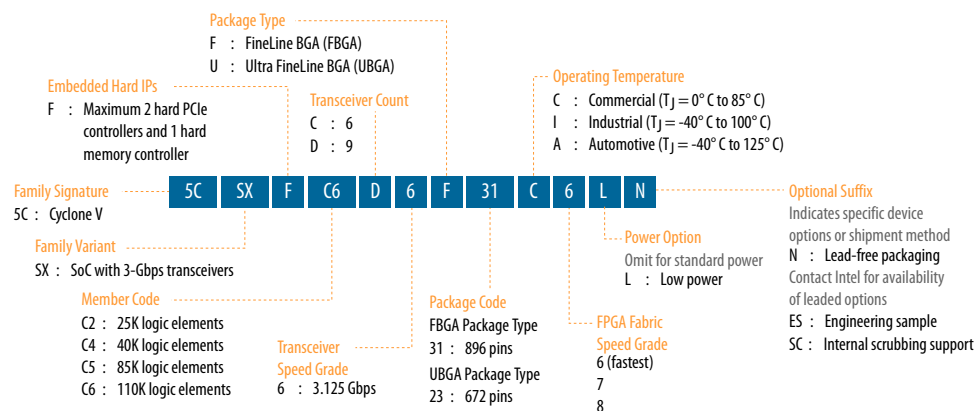 Package Type
F : FineLine BGA (FBGA)
U : Ultra FineLine BGA (UBGA)
Embedded Hard IPs
F : Maximum 2 hard PCIe
controllers and 1 hard
memory controller
Transceiver Count
C : 6
D : 9
Operating Temperature
C : Commercial (TJ = 0° C to 85° C)
I : Industrial (TJ = -40° C to 100° C)
A : Automotive (TJ = -40° C to 125° C)
Family Signature
5C : Cyclone V
5C SX F C6 D 6 F 31 C 6 L N
Optional Suffix
Indicates specific device
options or shipment method
N : Lead-free packaging
Contact Intel for availability
of leaded options
ES : Engineering sample
SC : Internal scrubbing support
Family Variant
SX : SoC with 3-Gbps transceivers
Power Option
Omit for standard power
L : Low power
Member Code
C2 : 25K logic elements
C4 : 40K logic elements
C5 : 85K logic elements
C6 : 110K logic elements
Transceiver
Speed Grade
6 : 3.125 Gbps
Package Code
FBGA Package Type
31 : 896 pins
UBGA Package Type
23 : 672 pins
FPGA Fabric
Speed Grade
6 (fastest)
7
8